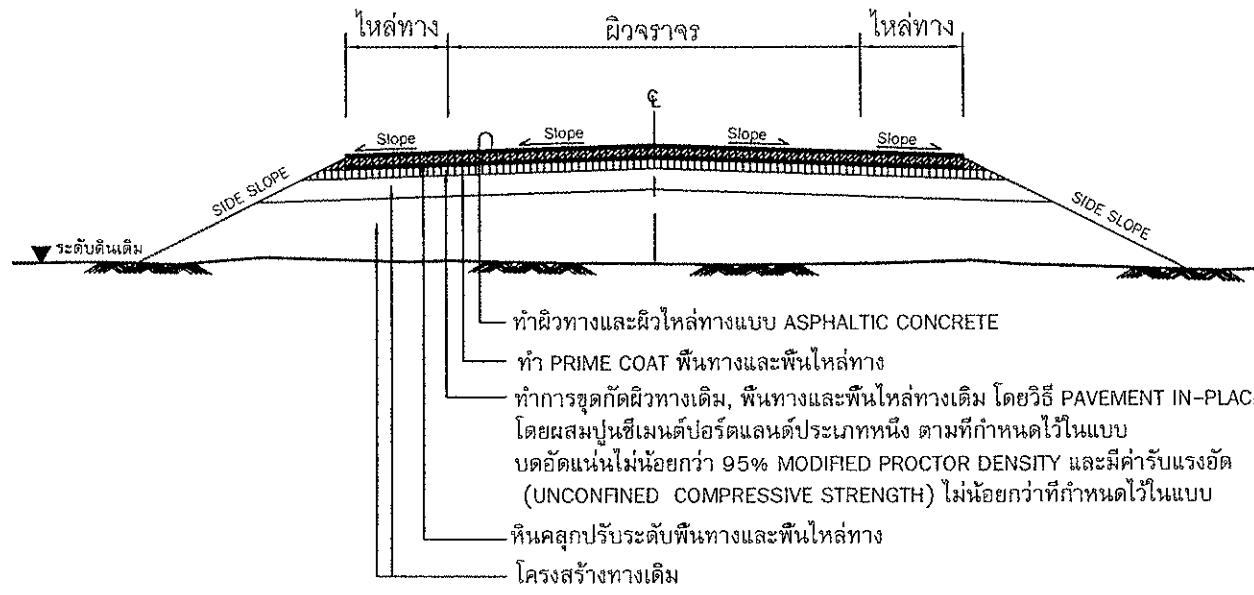 ไหล่ทาง ผิวจราจร ไหล่ทาง
℄
Slope Slope Slope Slope
SIDE SLOPE SIDE SLOPE
ระดับดินเดิม
ทำผิวทางและผิวไหล่ทางแบบ ASPHALTIC CONCRETE
ทำ PRIME COAT พื้นทางและพื้นไหล่ทาง
ทำการขุดกัดผิวทางเดิม, พื้นทางและพื้นไหล่ทางเดิม โดยวิธี PAVEMENT IN-PLAC
โดยผสมปูนซีเมนต์ปอร์ตแลนด์ประเภทหนึ่ง ตามที่กำหนดไว้ในแบบ
บดอัดแน่นไม่น้อยกว่า 95% MODIFIED PROCTOR DENSITY และมีค่ารับแรงอัด
(UNCONFINED COMPRESSIVE STRENGTH) ไม่น้อยกว่าที่กำหนดไว้ในแบบ
หินคลุกปรับระดับพื้นทางและพื้นไหล่ทาง
โครงสร้างทางเดิม